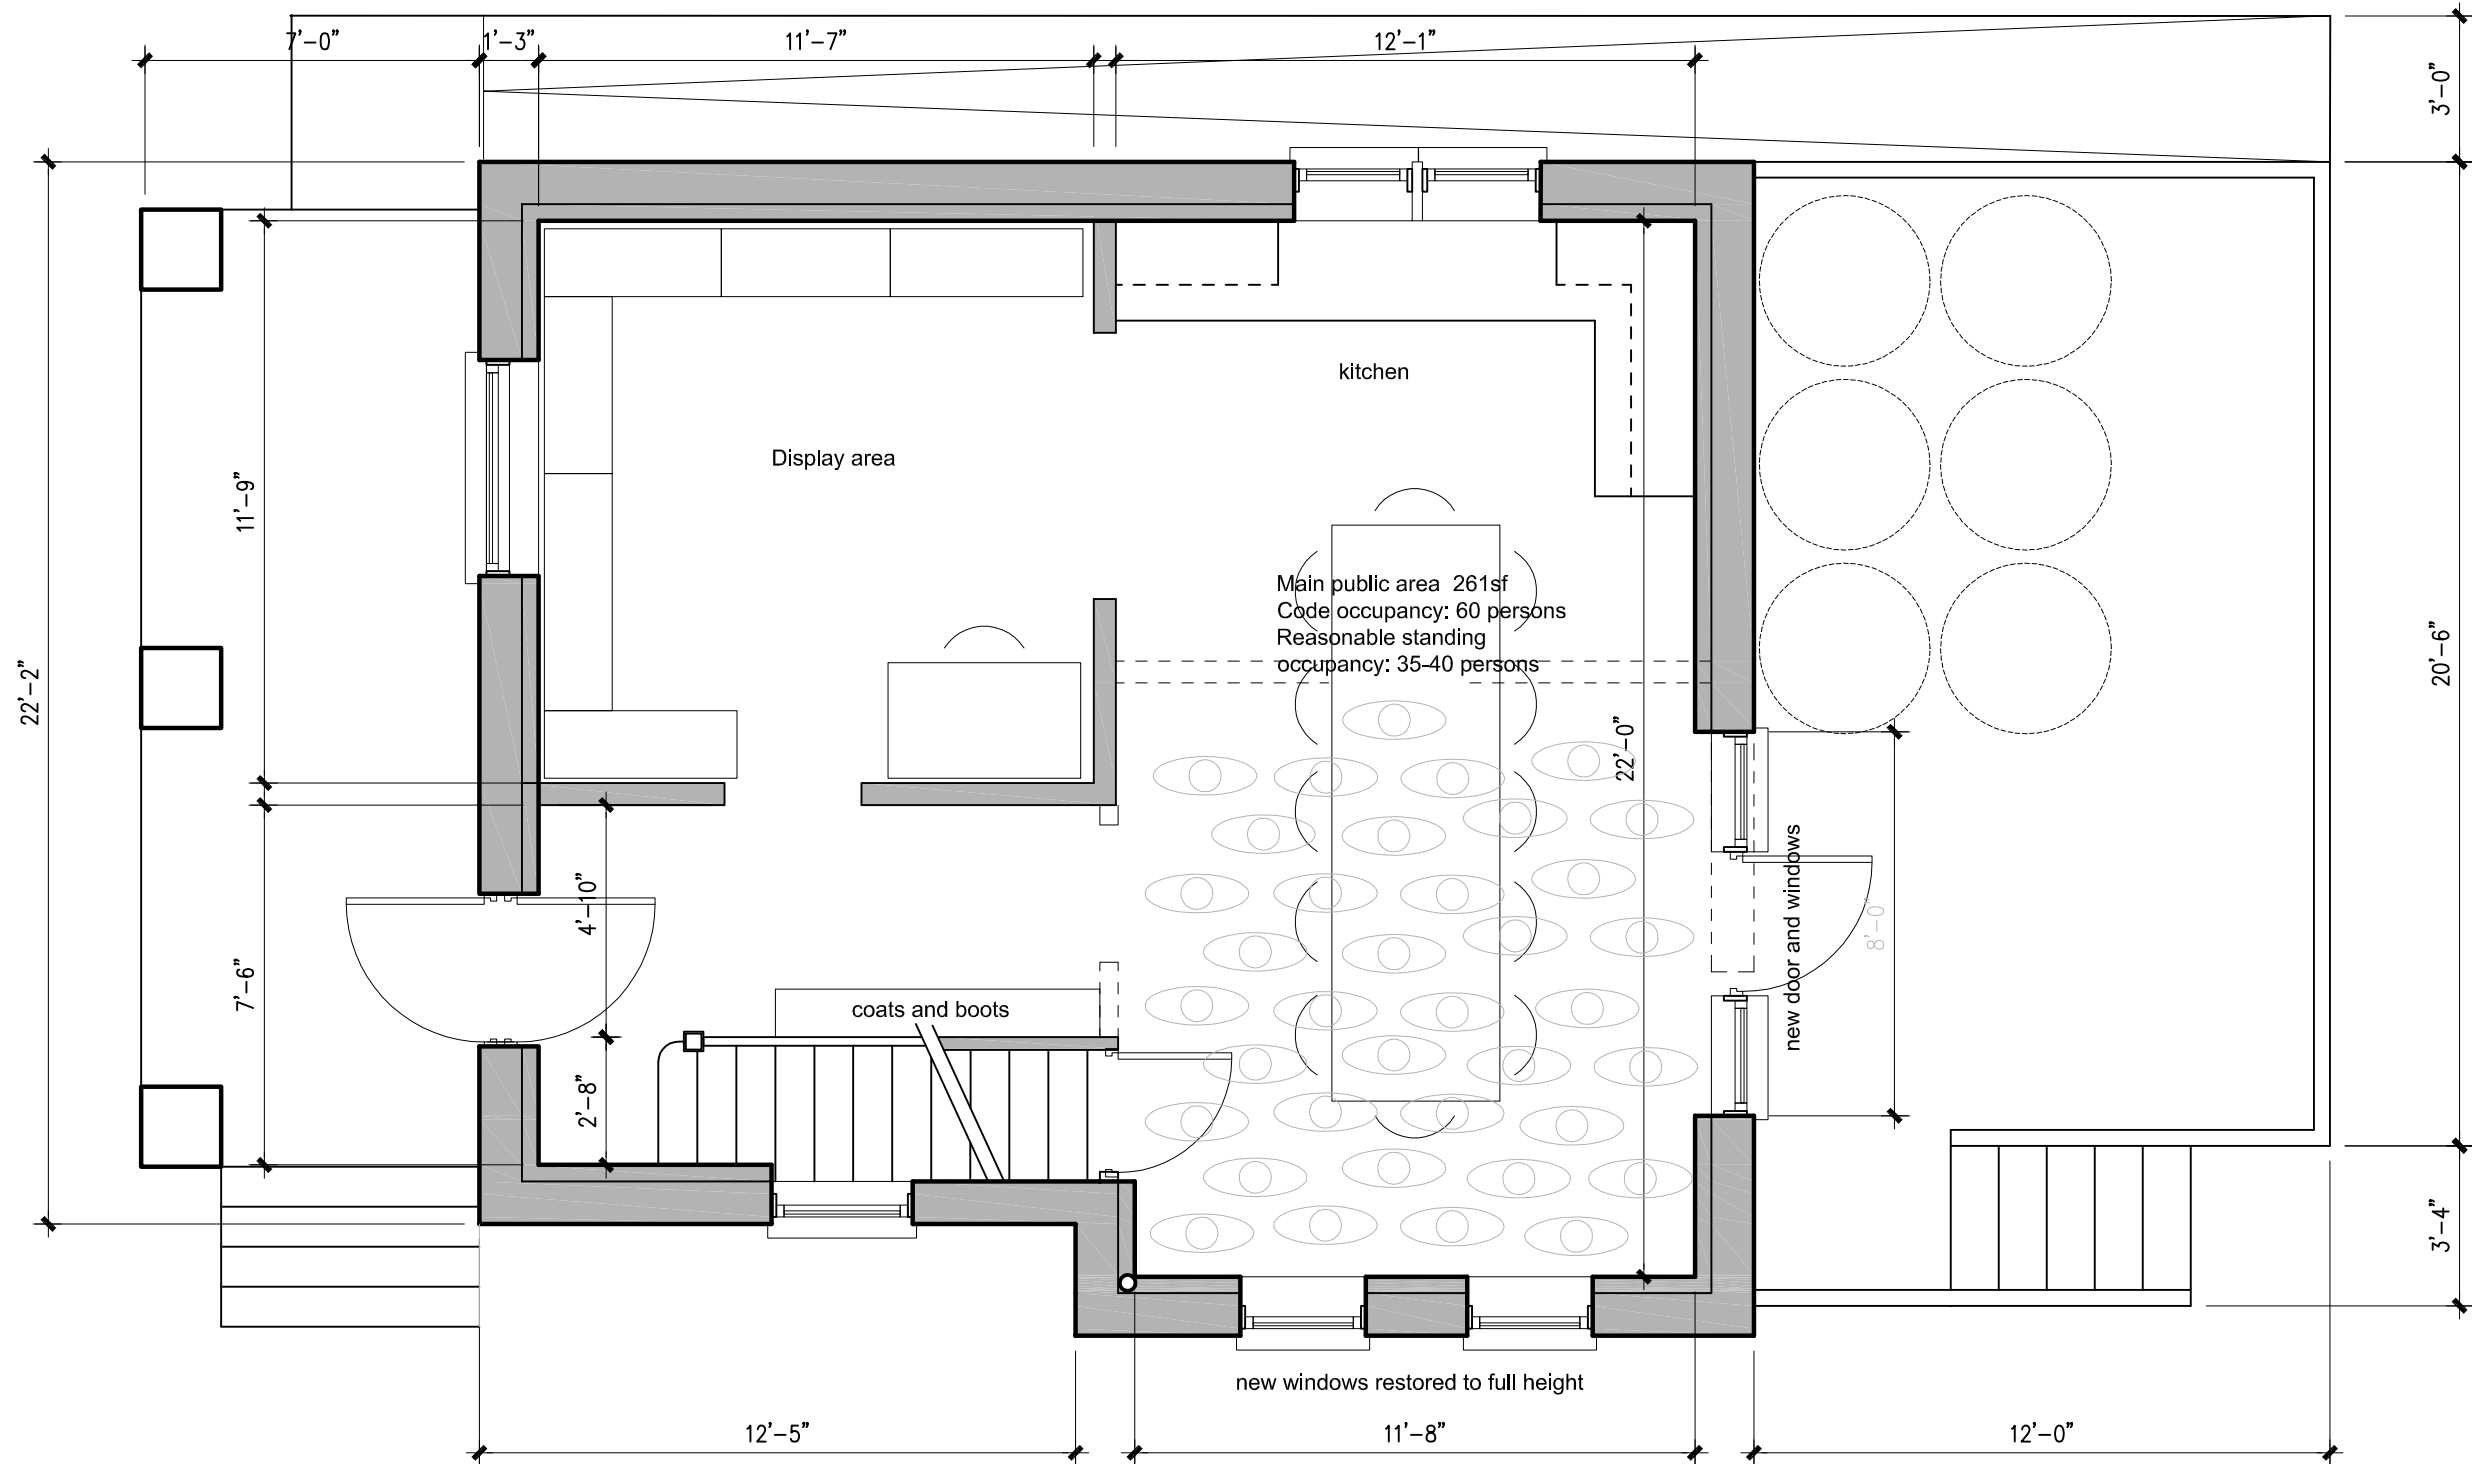 7’-0”
1’-3”
11’-7”
12’-1”
3’-0”
kitchen
Display area
11’-9”
Main public area 261sf
Code occupancy: 60 persons
Reasonable standing
occupancy: 35-40 persons
22’-2”
20’-6”
22’-0”
4’-10”
8’-0”
new door and windows
7’-6”
coats and boots
2’-8”
3’-4”
new windows restored to full height
12’-5”
11’-8”
12’-0”